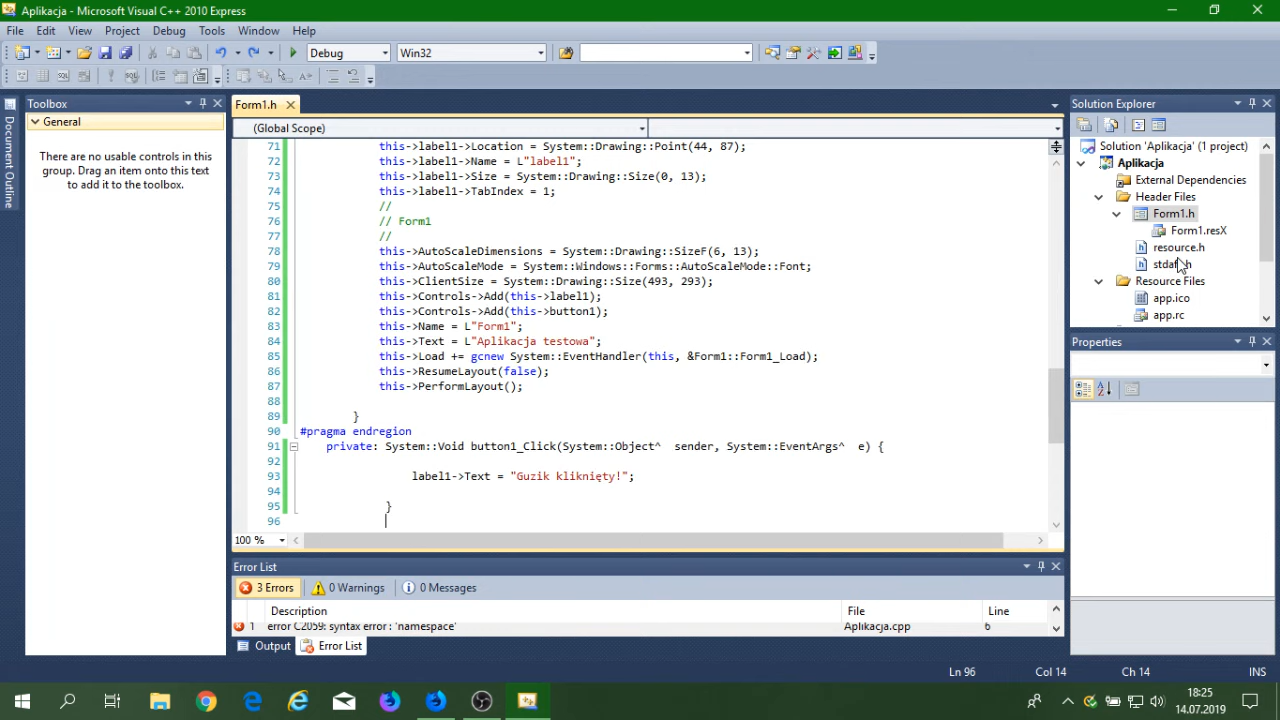 Aplikacja - Microsoft Visual C++ 2010 Express
File Edit View Project Debug Tools Window Help
Debug Win32
Document Outline
Toolbox
General
There are no usable controls in this
group. Drag an item onto this text
to add it to the toolbox.
Form1.h
(Global Scope)
71 this->label1->Location = System::Drawing::Point(44, 87);
72 this->label1->Name = L"label1";
73 this->label1->Size = System::Drawing::Size(0, 13);
74 this->label1->TabIndex = 1;
75 //
76 // Form1
77 //
78 this->AutoScaleDimensions = System::Drawing::SizeF(6, 13);
79 this->AutoScaleMode = System::Windows::Forms::AutoScaleMode::Font;
80 this->ClientSize = System::Drawing::Size(493, 293);
81 this->Controls->Add(this->label1);
82 this->Controls->Add(this->button1);
83 this->Name = L"Form1";
84 this->Text = L"Aplikacja testowa";
85 this->Load += gcnew System::EventHandler(this, &Form1::Form1_Load);
86 this->ResumeLayout(false);
87 this->PerformLayout();
88
89 }
90 #pragma endregion
91 private: System::Void button1_Click(System::Object^  sender, System::EventArgs^  e) {
92
93 label1->Text = "Guzik kliknięty!";
94
95 }
96
100 %
Error List
3 Errors 0 Warnings 0 Messages
Description File Line
1 error C2059: syntax error : 'namespace' Aplikacja.cpp 6
Output Error List
Solution Explorer
Solution 'Aplikacja' (1 project)
Aplikacja
External Dependencies
Header Files
Form1.h
Form1.resX
resource.h
Resource Files
app.ico
app.rc
Properties
Ln 96 Col 14 Ch 14 INS
18:25
14.07.2019